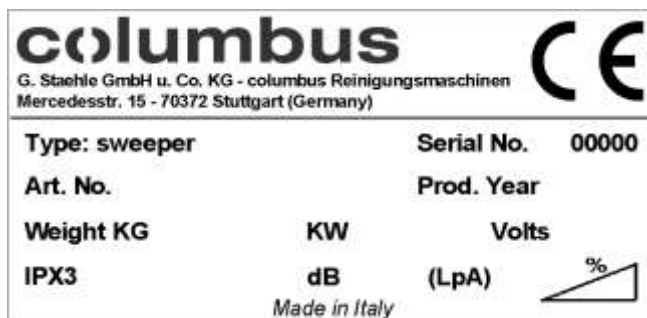 columbus
CE
G. Staehle GmbH u. Co. KG - columbus Reinigungsmaschinen
Mercedesstr. 15 - 70372 Stuttgart (Germany)
Type: sweeper Serial No. 00000
Art. No. Prod. Year
Weight KG KW Volts
IPX3 dB (LpA) %
Made in Italy